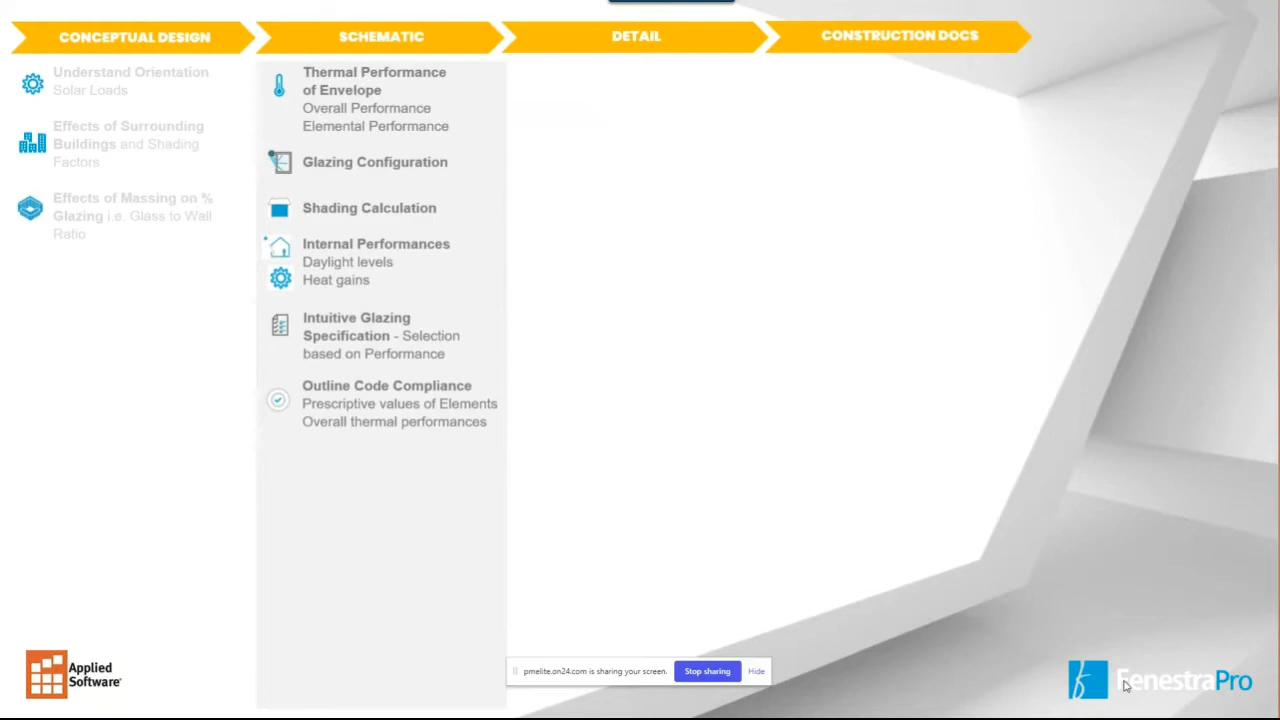 CONCEPTUAL DESIGN
SCHEMATIC
DETAIL
CONSTRUCTION DOCS
Understand Orientation
Solar Loads
Effects of Surrounding
Buildings and Shading
Factors
Effects of Massing on %
Glazing i.e. Glass to Wall
Ratio
Thermal Performance
of Envelope
Overall Performance
Elemental Performance
Glazing Configuration
Shading Calculation
Internal Performances
Daylight levels
Heat gains
Intuitive Glazing
Specification - Selection
based on Performance
Outline Code Compliance
Prescriptive values of Elements
Overall thermal performances
Applied
Software
pmelite.on24.com is sharing your screen.
Stop sharing
Hide
FenestraPro